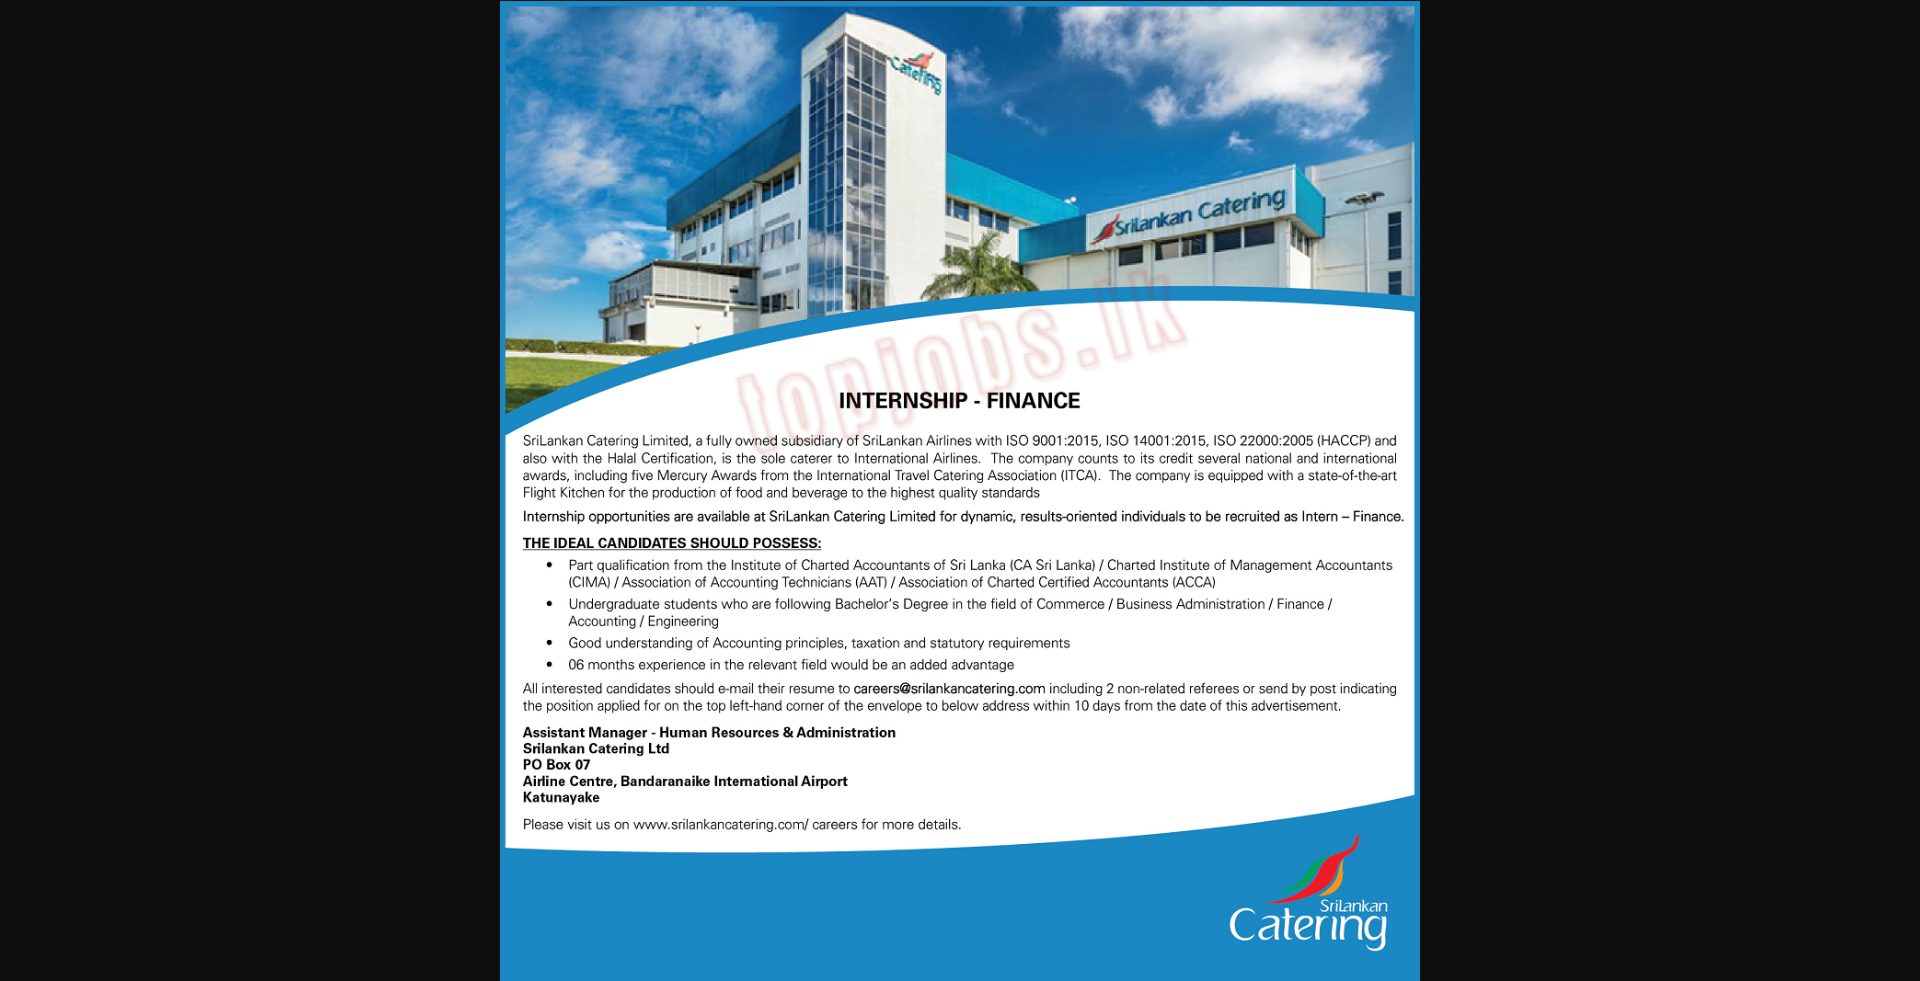 Catering
SriLankan Catering
topjobs.lk
INTERNSHIP - FINANCE
SriLankan Catering Limited, a fully owned subsidiary of SriLankan Airlines with ISO 9001:2015, ISO 14001:2015, ISO 22000:2005 (HACCP) and
also with the Halal Certification, is the sole caterer to International Airlines. The company counts to its credit several national and international
awards, including five Mercury Awards from the International Travel Catering Association (ITCA). The company is equipped with a state-of-the-art
Flight Kitchen for the production of food and beverage to the highest quality standards
Internship opportunities are available at SriLankan Catering Limited for dynamic, results-oriented individuals to be recruited as Intern – Finance.
THE IDEAL CANDIDATES SHOULD POSSESS:
• Part qualification from the Institute of Charted Accountants of Sri Lanka (CA Sri Lanka) / Charted Institute of Management Accountants
(CIMA) / Association of Accounting Technicians (AAT) / Association of Charted Certified Accountants (ACCA)
• Undergraduate students who are following Bachelor’s Degree in the field of Commerce / Business Administration / Finance /
Accounting / Engineering
• Good understanding of Accounting principles, taxation and statutory requirements
• 06 months experience in the relevant field would be an added advantage
All interested candidates should e-mail their resume to careers@srilankancatering.com including 2 non-related referees or send by post indicating
the position applied for on the top left-hand corner of the envelope to below address within 10 days from the date of this advertisement.
Assistant Manager - Human Resources & Administration
Srilankan Catering Ltd
PO Box 07
Airline Centre, Bandaranaike International Airport
Katunayake
Please visit us on www.srilankancatering.com/ careers for more details.
SriLankan
Catering